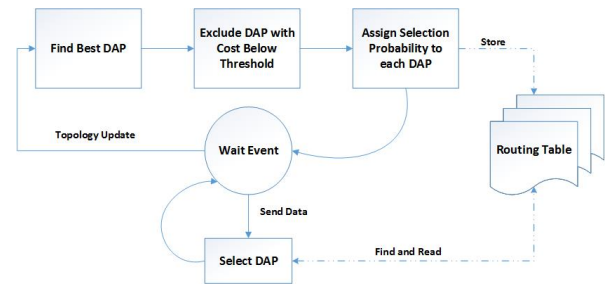 Find Best DAP
Exclude DAP with
Cost Below
Threshold
Assign Selection
Probability to
each DAP
Store
Routing Table
Topology Update
Wait Event
Send Data
Select DAP
Find and Read